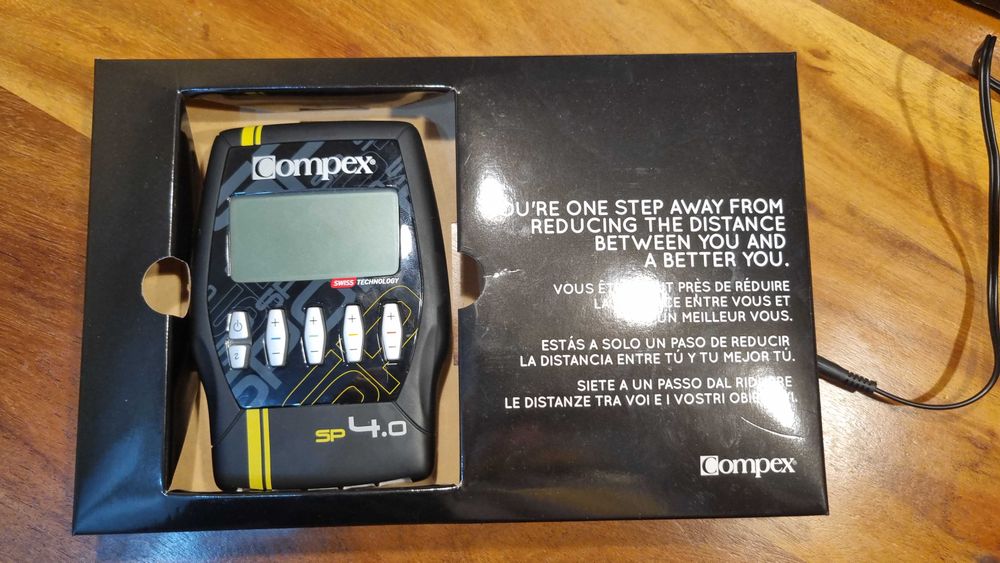 Compex
SWISS TECHNOLOGY
SP 4.0
YOU'RE ONE STEP AWAY FROM
REDUCING THE DISTANCE
BETWEEN YOU AND
A BETTER YOU.
VOUS PRÈS DE RÉDUIRE
ENTRE VOUS ET
UN MEILLEUR VOUS.
ESTÁS A SOLO UN PASO DE REDUCIR
LA DISTANCIA ENTRE TÚ Y TU MEJOR TÚ.
SIETE A UN PASSO DAL RIDURRE
LE DISTANZE TRA VOI E I VOSTRI
Compex